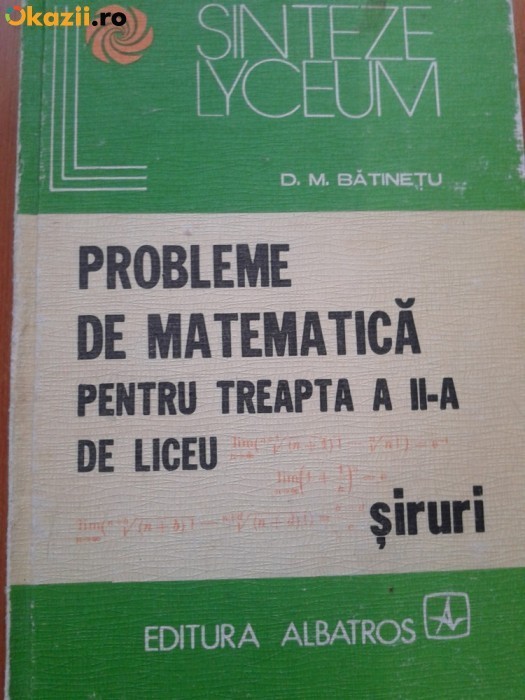 Okazii.ro
SINTEZE
LYCEUM
D. M. BĂTINEȚU
PROBLEME
DE MATEMATICĂ
PENTRU TREAPTA A II-A
DE LICEU
șiruri
EDITURA ALBATROS